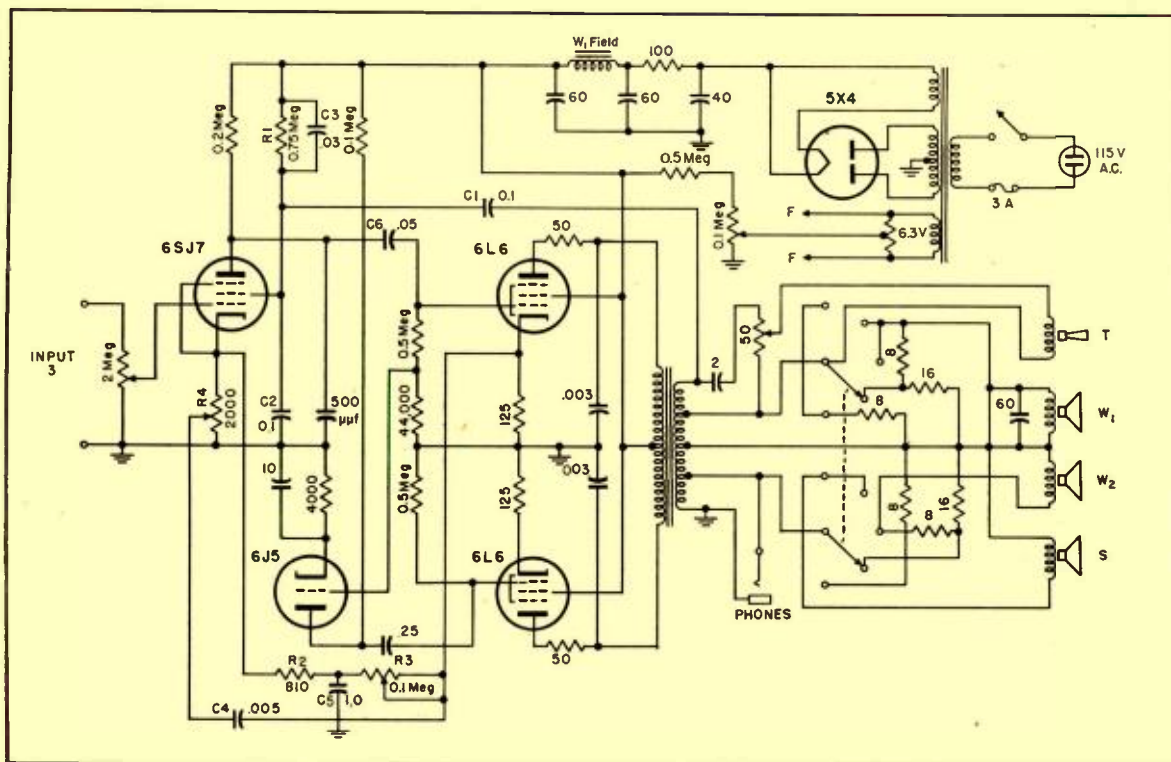 W₁ Field
100
60
60
40
5X4
115 V
A.C.
3 A
0.2 Meg
R1
0.75 Meg
C3
.03
0.1 Meg
0.5 Meg
0.1 Meg
F
F
6.3V
C1 0.1
C6 .05
50
6SJ7
6L6
INPUT
3
2 Meg
R4
2000
C2
0.1
500
μμf
0.5 Meg
44,000
0.5 Meg
125
125
.003
.003
10
4000
6J5
6L6
.25
50
R2
810
C5 1.0
R3
0.1 Meg
C4 .005
2
50
8
16
8
8
16
8
60
T
W₁
W₂
S
PHONES